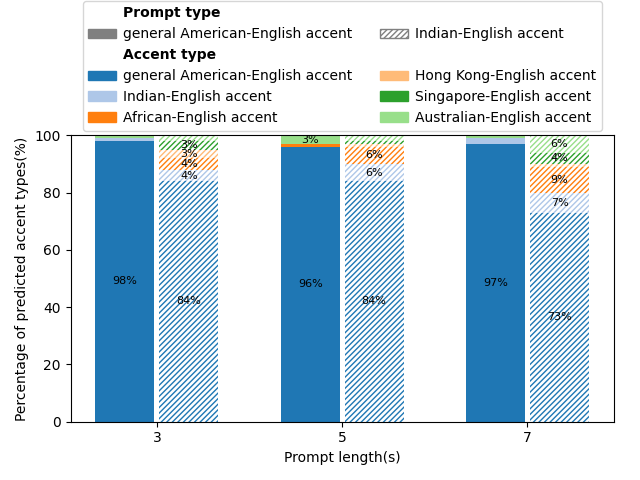 Prompt type
general American-English accent
Indian-English accent
Accent type
general American-English accent
Hong Kong-English accent
Indian-English accent
Singapore-English accent
African-English accent
Australian-English accent
Percentage of predicted accent types(%)
100
80
60
40
20
0
98%
3%
3%
4%
4%
84%
3%
96%
6%
6%
84%
97%
6%
4%
9%
7%
73%
3
5
7
Prompt length(s)